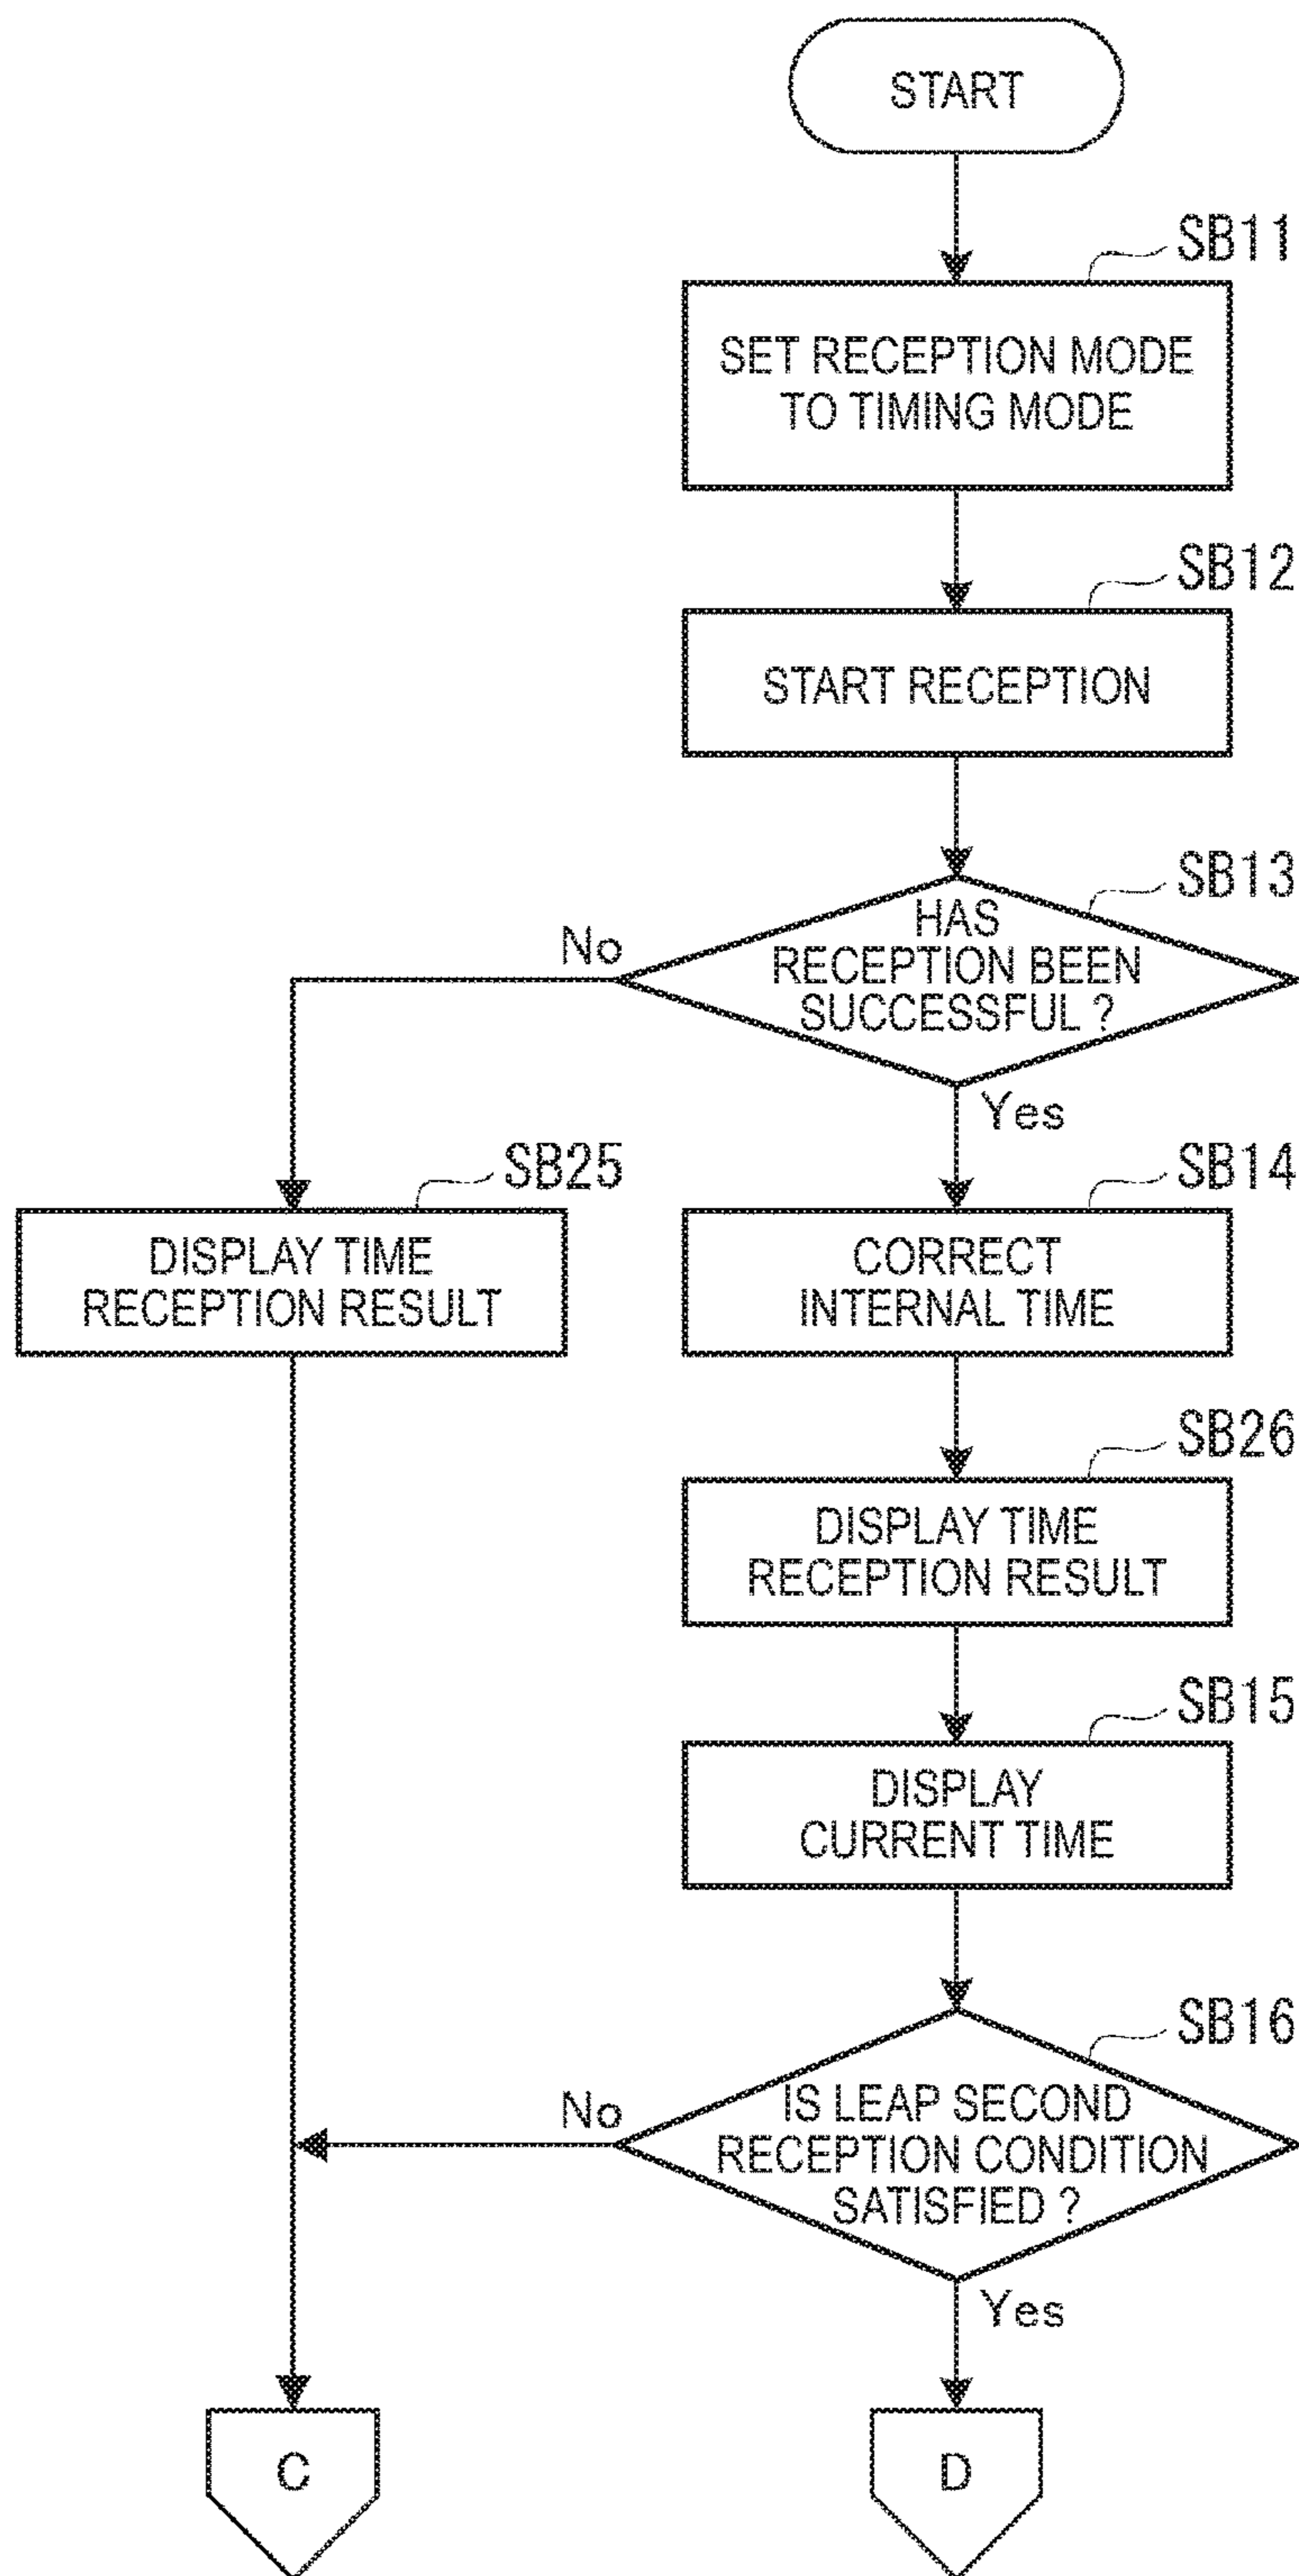 START
SB11
SET RECEPTION MODE
TO TIMING MODE
SB12
START RECEPTION
SB13
HAS
RECEPTION BEEN
SUCCESSFUL ?
No
Yes
SB25
DISPLAY TIME
RECEPTION RESULT
SB14
CORRECT
INTERNAL TIME
SB26
DISPLAY TIME
RECEPTION RESULT
SB15
DISPLAY
CURRENT TIME
SB16
IS LEAP SECOND
RECEPTION CONDITION
SATISFIED ?
No
Yes
C
D